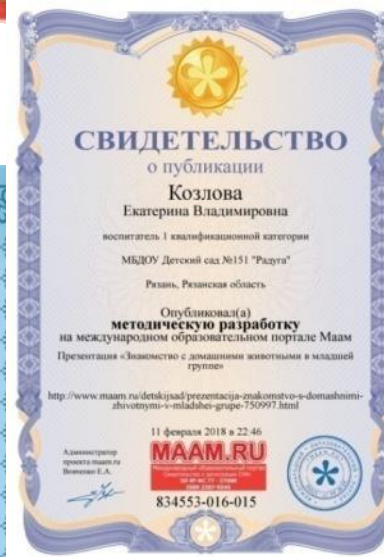 СВИДЕТЕЛЬСТВО
о публикации
Козлова
Екатерина Владимировна
воспитатель 1 квалификационной категории
МБДОУ Детский сад №151 "Радуга"
Рязань, Рязанская область
Опубликовал(а)
методическую разработку
на международном образовательном портале Маам
Презентация «Знакомство с домашними животными в младшей
группе»
http://www.maam.ru/detskijsad/prezentacija-znakomstvo-s-domashnimi-
zhivotnymi-v-mladshei-grupe-750997.html
11 февраля 2018 в 22:46
Администратор
проекта maam.ru
MAAM.RU
834553-016-015